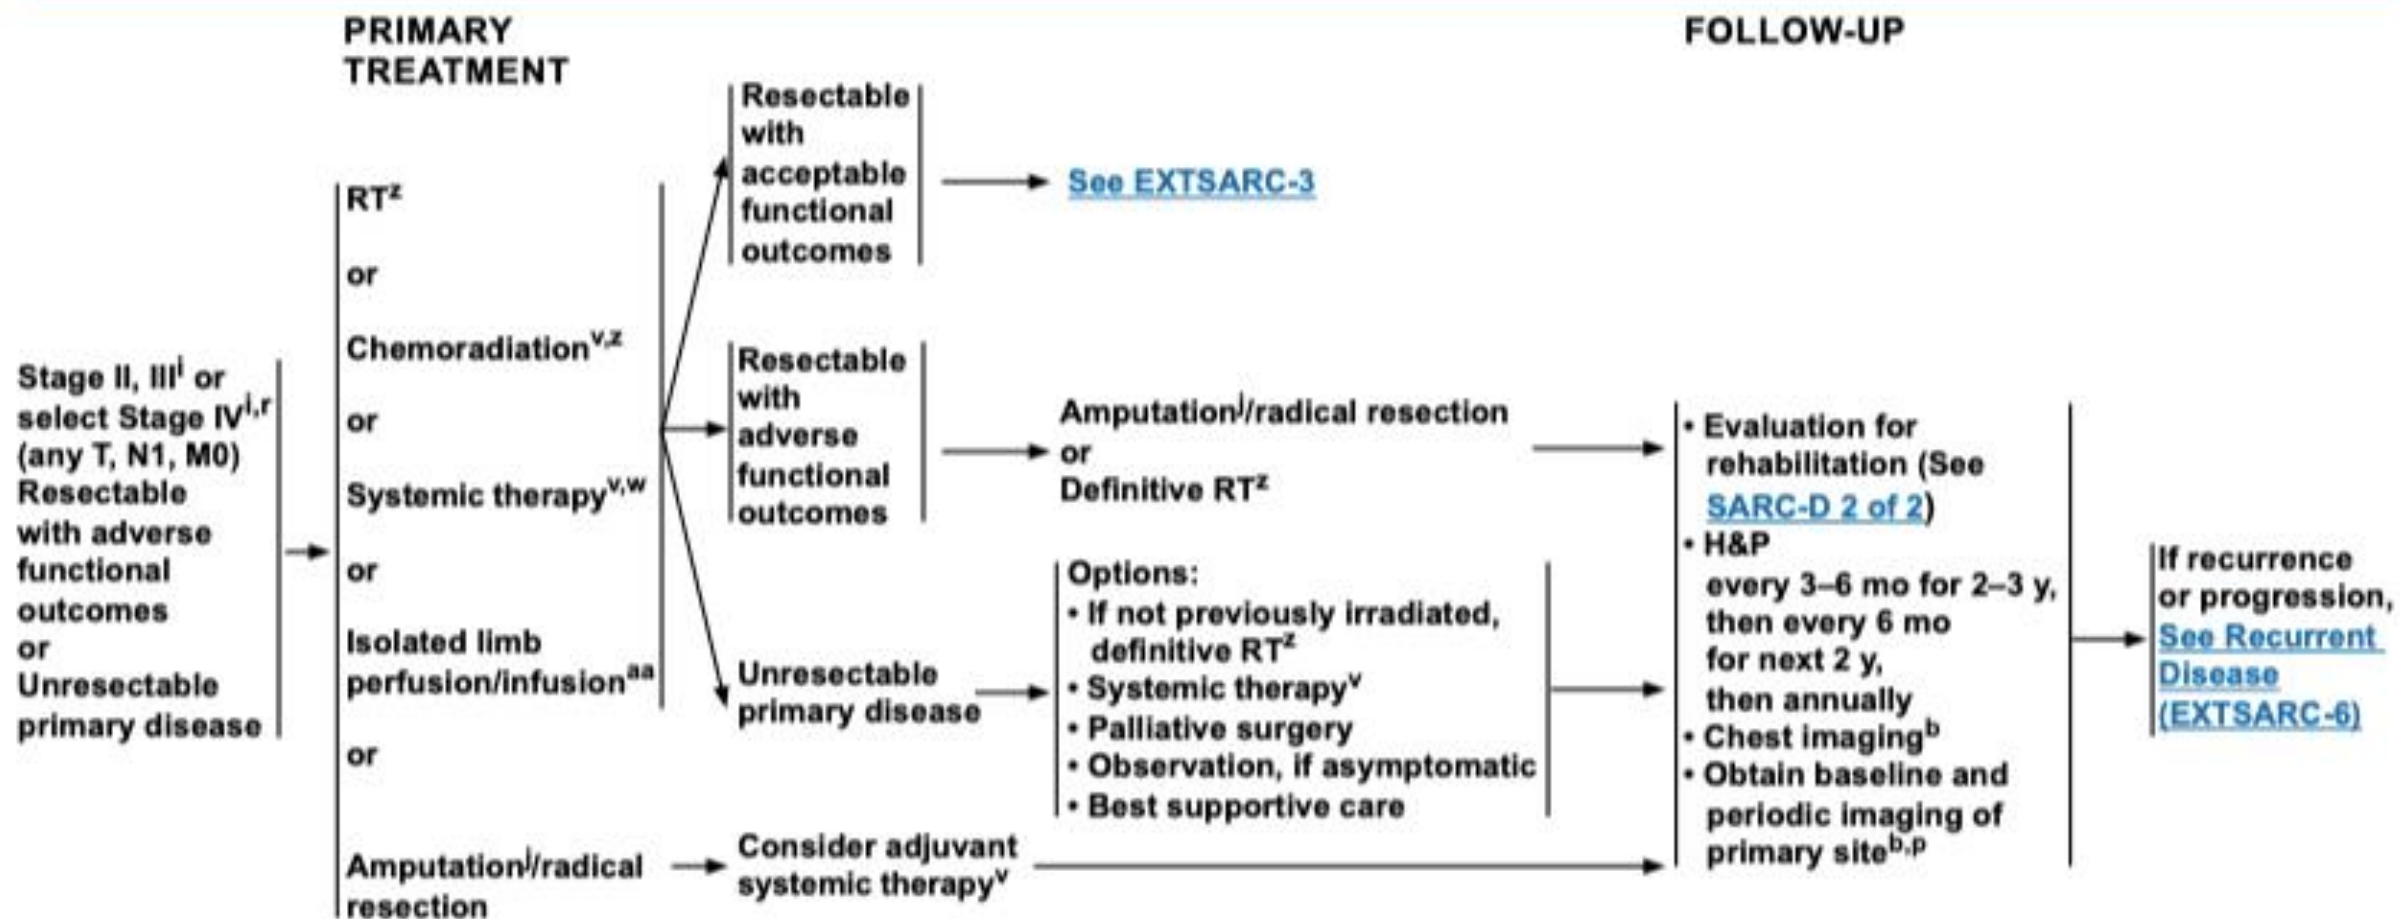 PRIMARY
TREATMENT
FOLLOW-UP
Stage II, IIIⁱ or
select Stage IVⁱ,ʳ
(any T, N1, M0)
Resectable
with adverse
functional
outcomes
or
Unresectable
primary disease
RTᶻ
or
Chemoradiationᵛ,ᶻ
or
Systemic therapyᵛ,ʷ
or
Isolated limb
perfusion/infusionᵃᵃ
or
Amputationʲ/radical
resection
Resectable
with
acceptable
functional
outcomes
See EXTSARC-3
Resectable
with
adverse
functional
outcomes
Amputationʲ/radical resection
or
Definitive RTᶻ
Unresectable
primary disease
Options:
• If not previously irradiated,
definitive RTᶻ
• Systemic therapyᵛ
• Palliative surgery
• Observation, if asymptomatic
• Best supportive care
Consider adjuvant
systemic therapyᵛ
• Evaluation for
rehabilitation (See
SARC-D 2 of 2)
• H&P
every 3–6 mo for 2–3 y,
then every 6 mo
for next 2 y,
then annually
• Chest imagingᵇ
• Obtain baseline and
periodic imaging of
primary siteᵇ,ᵖ
If recurrence
or progression,
See Recurrent
Disease
(EXTSARC-6)